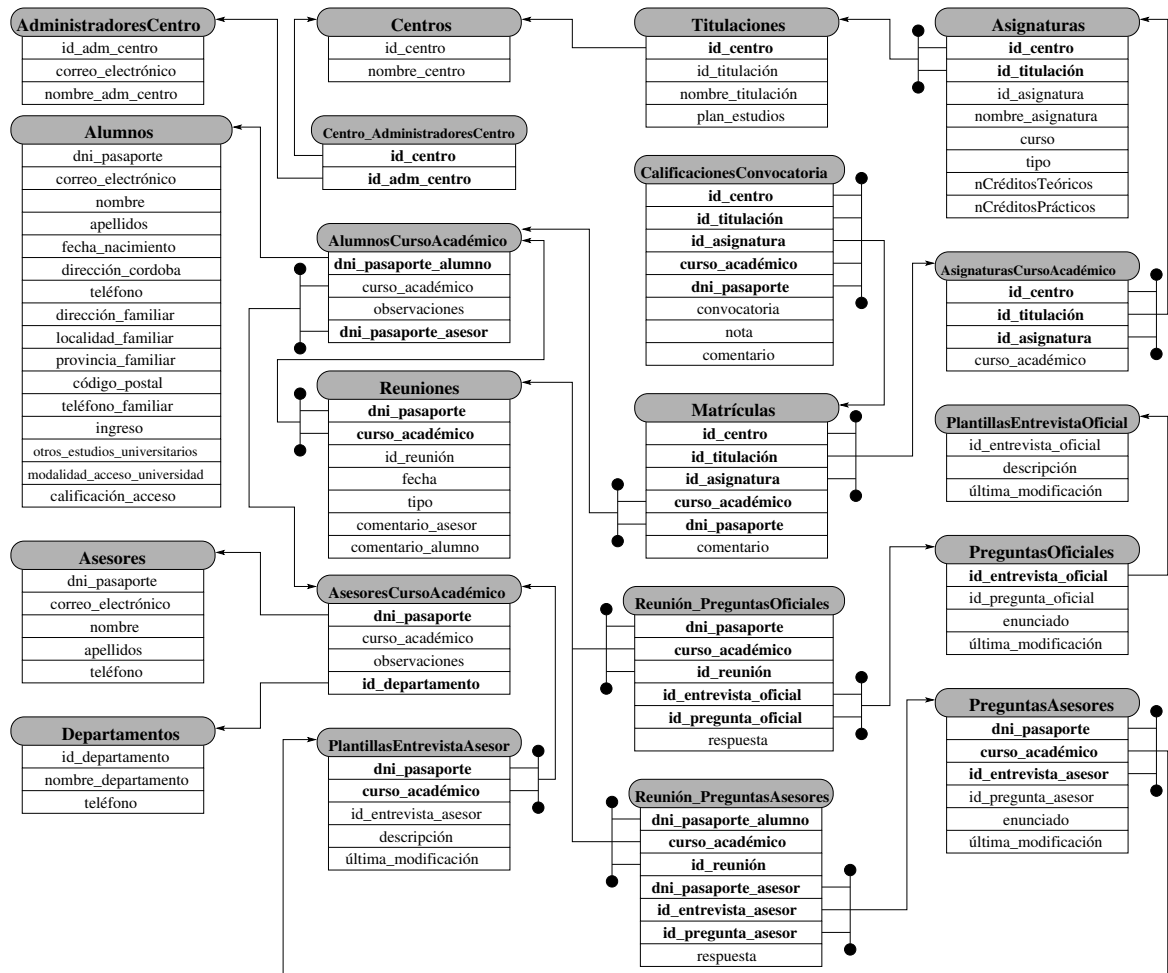 AdministradoresCentro
id_adm_centro
correo_electrónico
nombre_adm_centro
Centros
id_centro
nombre_centro
Titulaciones
id_centro
id_titulación
nombre_titulación
plan_estudios
Asignaturas
id_centro
id_titulación
id_asignatura
nombre_asignatura
curso
tipo
nCréditosTeóricos
nCréditosPrácticos
Alumnos
dni_pasaporte
correo_electrónico
nombre
apellidos
fecha_nacimiento
dirección_cordoba
teléfono
dirección_familiar
localidad_familiar
provincia_familiar
código_postal
teléfono_familiar
ingreso
otros_estudios_universitarios
modalidad_acceso_universidad
calificación_acceso
Centro_AdministradoresCentro
id_centro
id_adm_centro
CalificacionesConvocatoria
id_centro
id_titulación
id_asignatura
curso_académico
dni_pasaporte
convocatoria
nota
comentario
AlumnosCursoAcadémico
dni_pasaporte_alumno
curso_académico
observaciones
dni_pasaporte_asesor
AsignaturasCursoAcadémico
id_centro
id_titulación
id_asignatura
curso_académico
Reuniones
dni_pasaporte
curso_académico
id_reunión
fecha
tipo
comentario_asesor
comentario_alumno
Matrículas
id_centro
id_titulación
id_asignatura
curso_académico
dni_pasaporte
comentario
PlantillasEntrevistaOficial
id_entrevista_oficial
descripción
última_modificación
Asesores
dni_pasaporte
correo_electrónico
nombre
apellidos
teléfono
AsesoresCursoAcadémico
dni_pasaporte
curso_académico
observaciones
id_departamento
Reunión_PreguntasOficiales
dni_pasaporte
curso_académico
id_reunión
id_entrevista_oficial
id_pregunta_oficial
respuesta
PreguntasOficiales
id_entrevista_oficial
id_pregunta_oficial
enunciado
última_modificación
Departamentos
id_departamento
nombre_departamento
teléfono
PlantillasEntrevistaAsesor
dni_pasaporte
curso_académico
id_entrevista_asesor
descripción
última_modificación
Reunión_PreguntasAsesores
dni_pasaporte_alumno
curso_académico
id_reunión
dni_pasaporte_asesor
id_entrevista_asesor
id_pregunta_asesor
respuesta
PreguntasAsesores
dni_pasaporte
curso_académico
id_entrevista_asesor
id_pregunta_asesor
enunciado
última_modificación